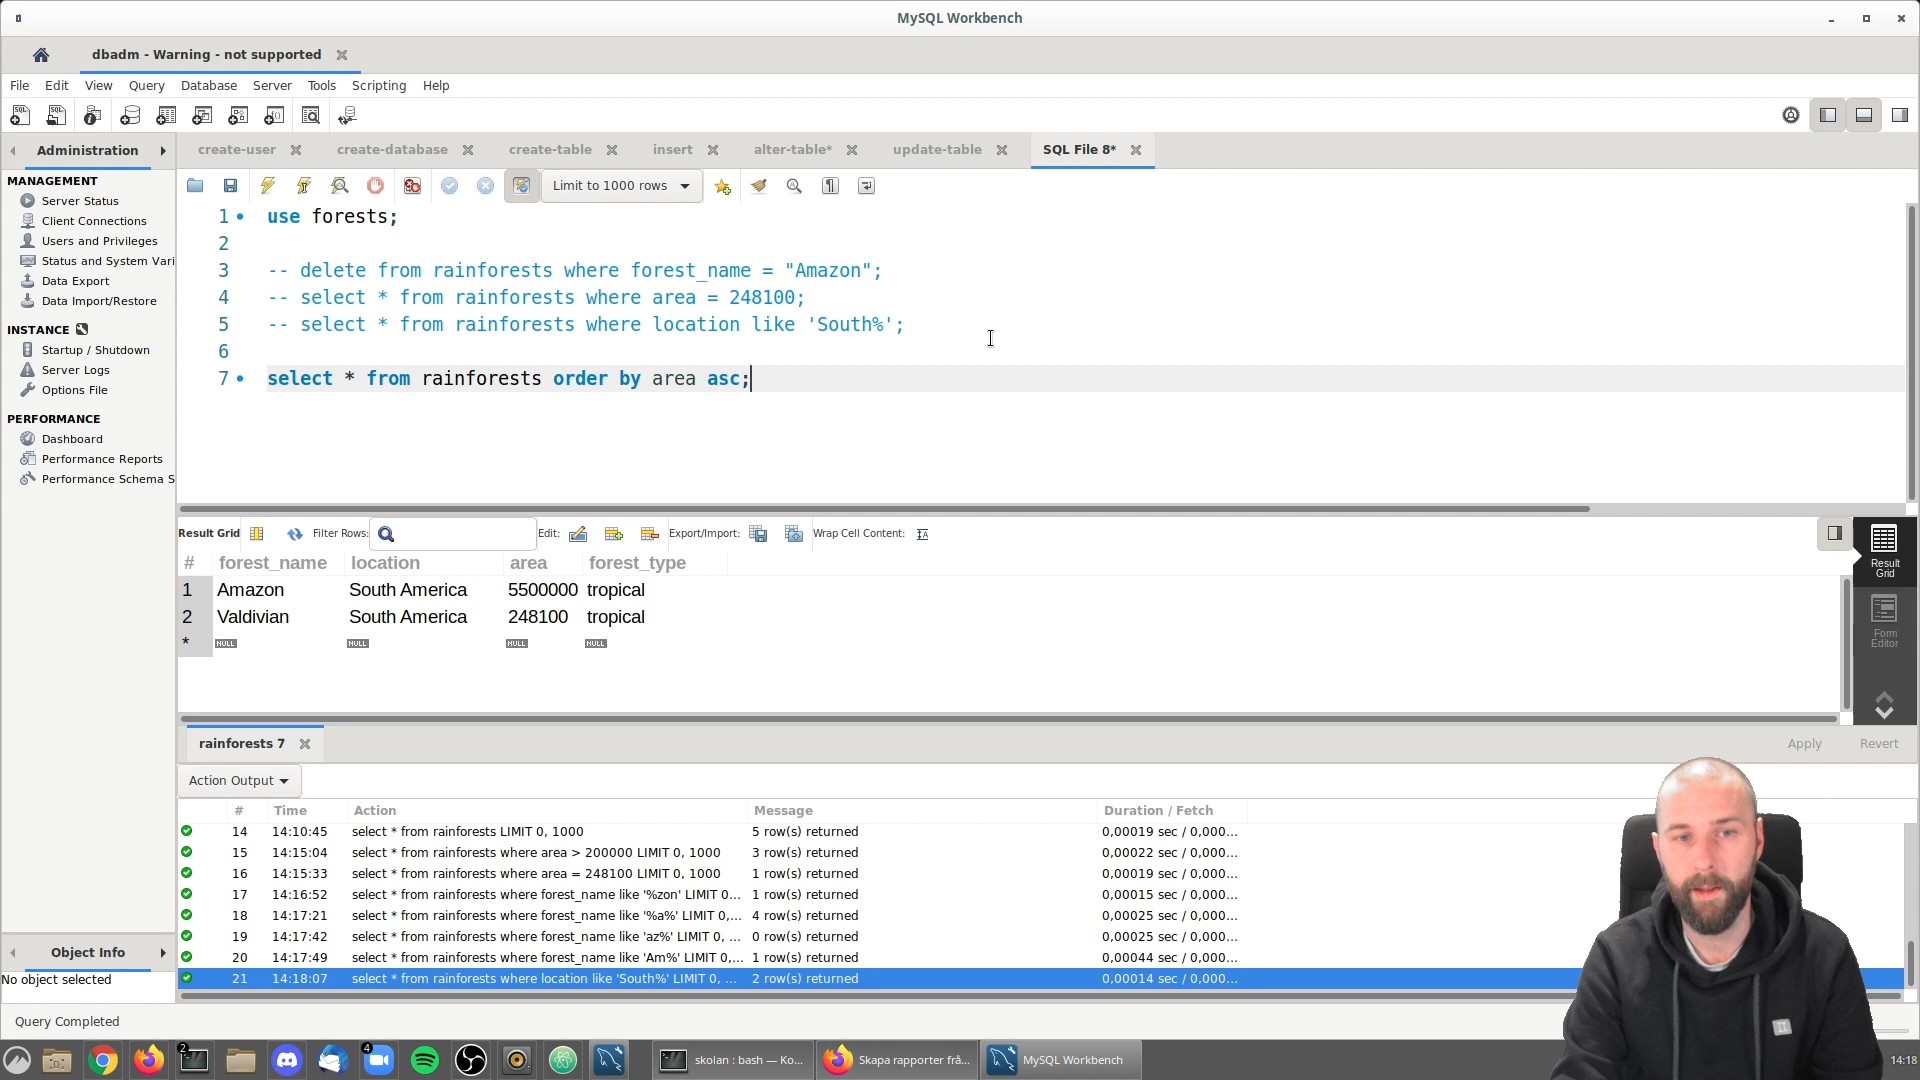 MySQL Workbench
dbadm - Warning - not supported
File Edit View Query Database Server Tools Scripting Help
Administration
create-user create-database create-table insert alter-table* update-table SQL File 8*
MANAGEMENT
Server Status
Client Connections
Users and Privileges
Status and System Vari
Data Export
Data Import/Restore
INSTANCE
Startup / Shutdown
Server Logs
Options File
PERFORMANCE
Dashboard
Performance Reports
Performance Schema S
Limit to 1000 rows
1 use forests;
2
3 -- delete from rainforests where forest_name = "Amazon";
4 -- select * from rainforests where area = 248100;
5 -- select * from rainforests where location like 'South%';
6
7 select * from rainforests order by area asc;
Result Grid Filter Rows: Edit: Export/Import: Wrap Cell Content:
# forest_name location area forest_type
1 Amazon South America 5500000 tropical
2 Valdivian South America 248100 tropical
* NULL NULL NULL NULL
Result
Grid
Form
Editor
rainforests 7
Apply Revert
Action Output
# Time Action Message Duration / Fetch
14 14:10:45 select * from rainforests LIMIT 0, 1000 5 row(s) returned 0,00019 sec / 0,000...
15 14:15:04 select * from rainforests where area > 200000 LIMIT 0, 1000 3 row(s) returned 0,00022 sec / 0,000...
16 14:15:33 select * from rainforests where area = 248100 LIMIT 0, 1000 1 row(s) returned 0,00019 sec / 0,000...
17 14:16:52 select * from rainforests where forest_name like '%zon' LIMIT 0... 1 row(s) returned 0,00015 sec / 0,000...
18 14:17:21 select * from rainforests where forest_name like '%a%' LIMIT 0,... 4 row(s) returned 0,00025 sec / 0,000...
19 14:17:42 select * from rainforests where forest_name like 'az%' LIMIT 0, ... 0 row(s) returned 0,00025 sec / 0,000...
20 14:17:49 select * from rainforests where forest_name like 'Am%' LIMIT 0,... 1 row(s) returned 0,00044 sec / 0,000...
21 14:18:07 select * from rainforests where location like 'South%' LIMIT 0, ... 2 row(s) returned 0,00014 sec / 0,000...
Object Info
No object selected
Query Completed
2
4
skolan : bash — Ko...
Skapa rapporter frå...
MySQL Workbench
14:18